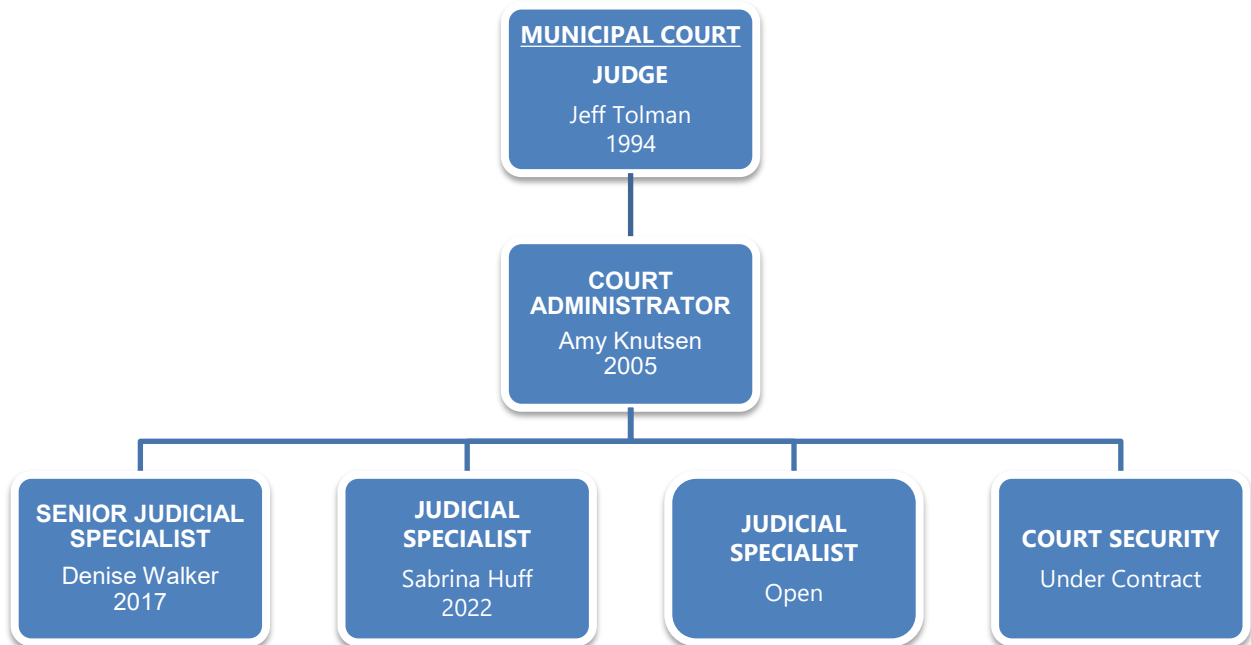 MUNICIPAL COURT
JUDGE
Jeff Tolman
1994
COURT
ADMINISTRATOR
Amy Knutsen
2005
SENIOR JUDICIAL
SPECIALIST
Denise Walker
2017
JUDICIAL
SPECIALIST
Sabrina Huff
2022
JUDICIAL
SPECIALIST
Open
COURT SECURITY
Under Contract